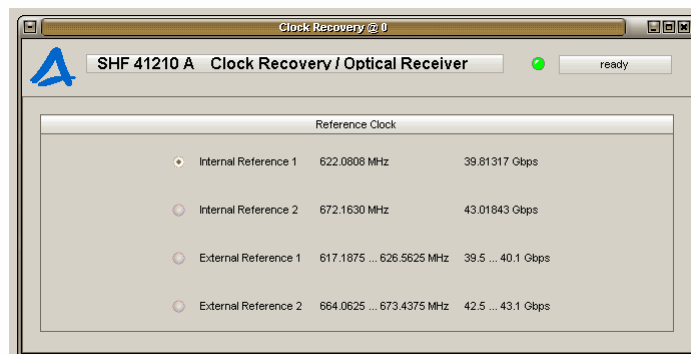 Clock Recovery @ 0
SHF 41210 A Clock Recovery / Optical Receiver ready
Reference Clock
Internal Reference 1 622.0808 MHz 39.81317 Gbps
Internal Reference 2 672.1630 MHz 43.01843 Gbps
External Reference 1 617.1875 ... 626.5625 MHz 39.5 ... 40.1 Gbps
External Reference 2 664.0625 ... 673.4375 MHz 42.5 ... 43.1 Gbps